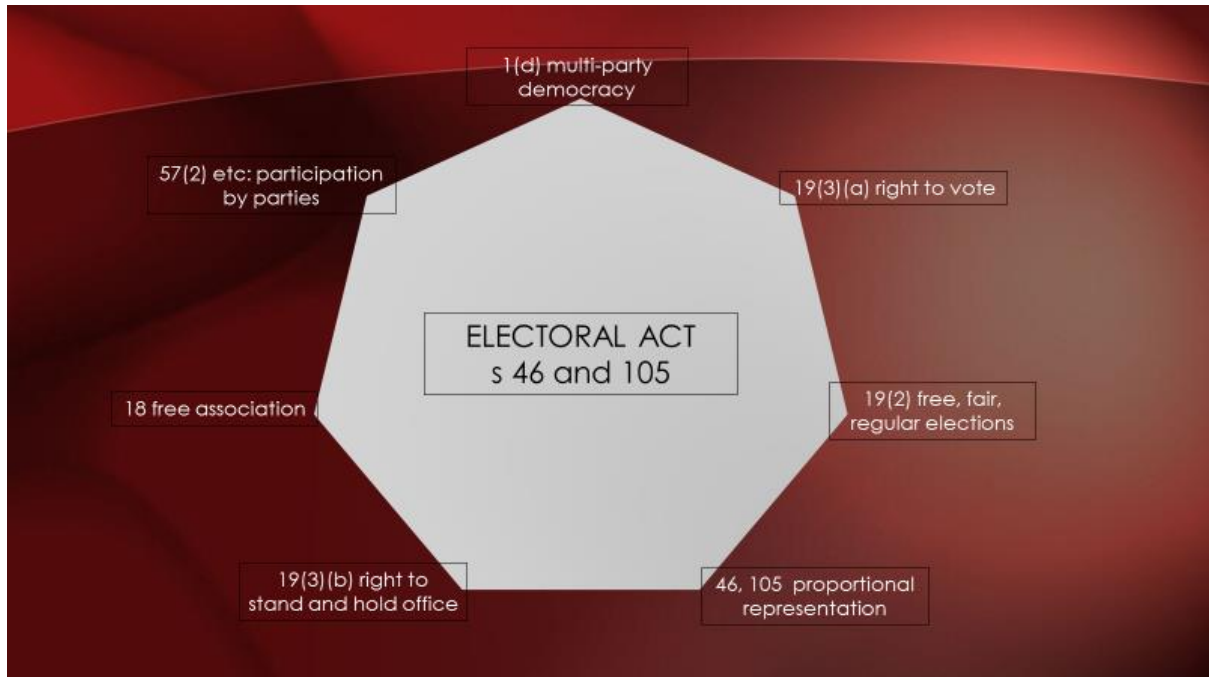 1(d) multi-party
democracy
57(2) etc: participation
by parties
19(3)(a) right to vote
ELECTORAL ACT
s 46 and 105
18 free association
19(2) free, fair,
regular elections
19(3)(b) right to
stand and hold office
46, 105 proportional
representation